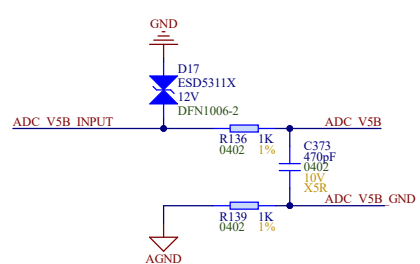 GND
D17
ESD5311X
12V
DFN1006-2
ADC_V5B_INPUT
ADC_V5B
R136 1K
0402 1%
C373
470pF
0402
10V
X5R
ADC_V5B_GND
R139 1K
0402 1%
AGND